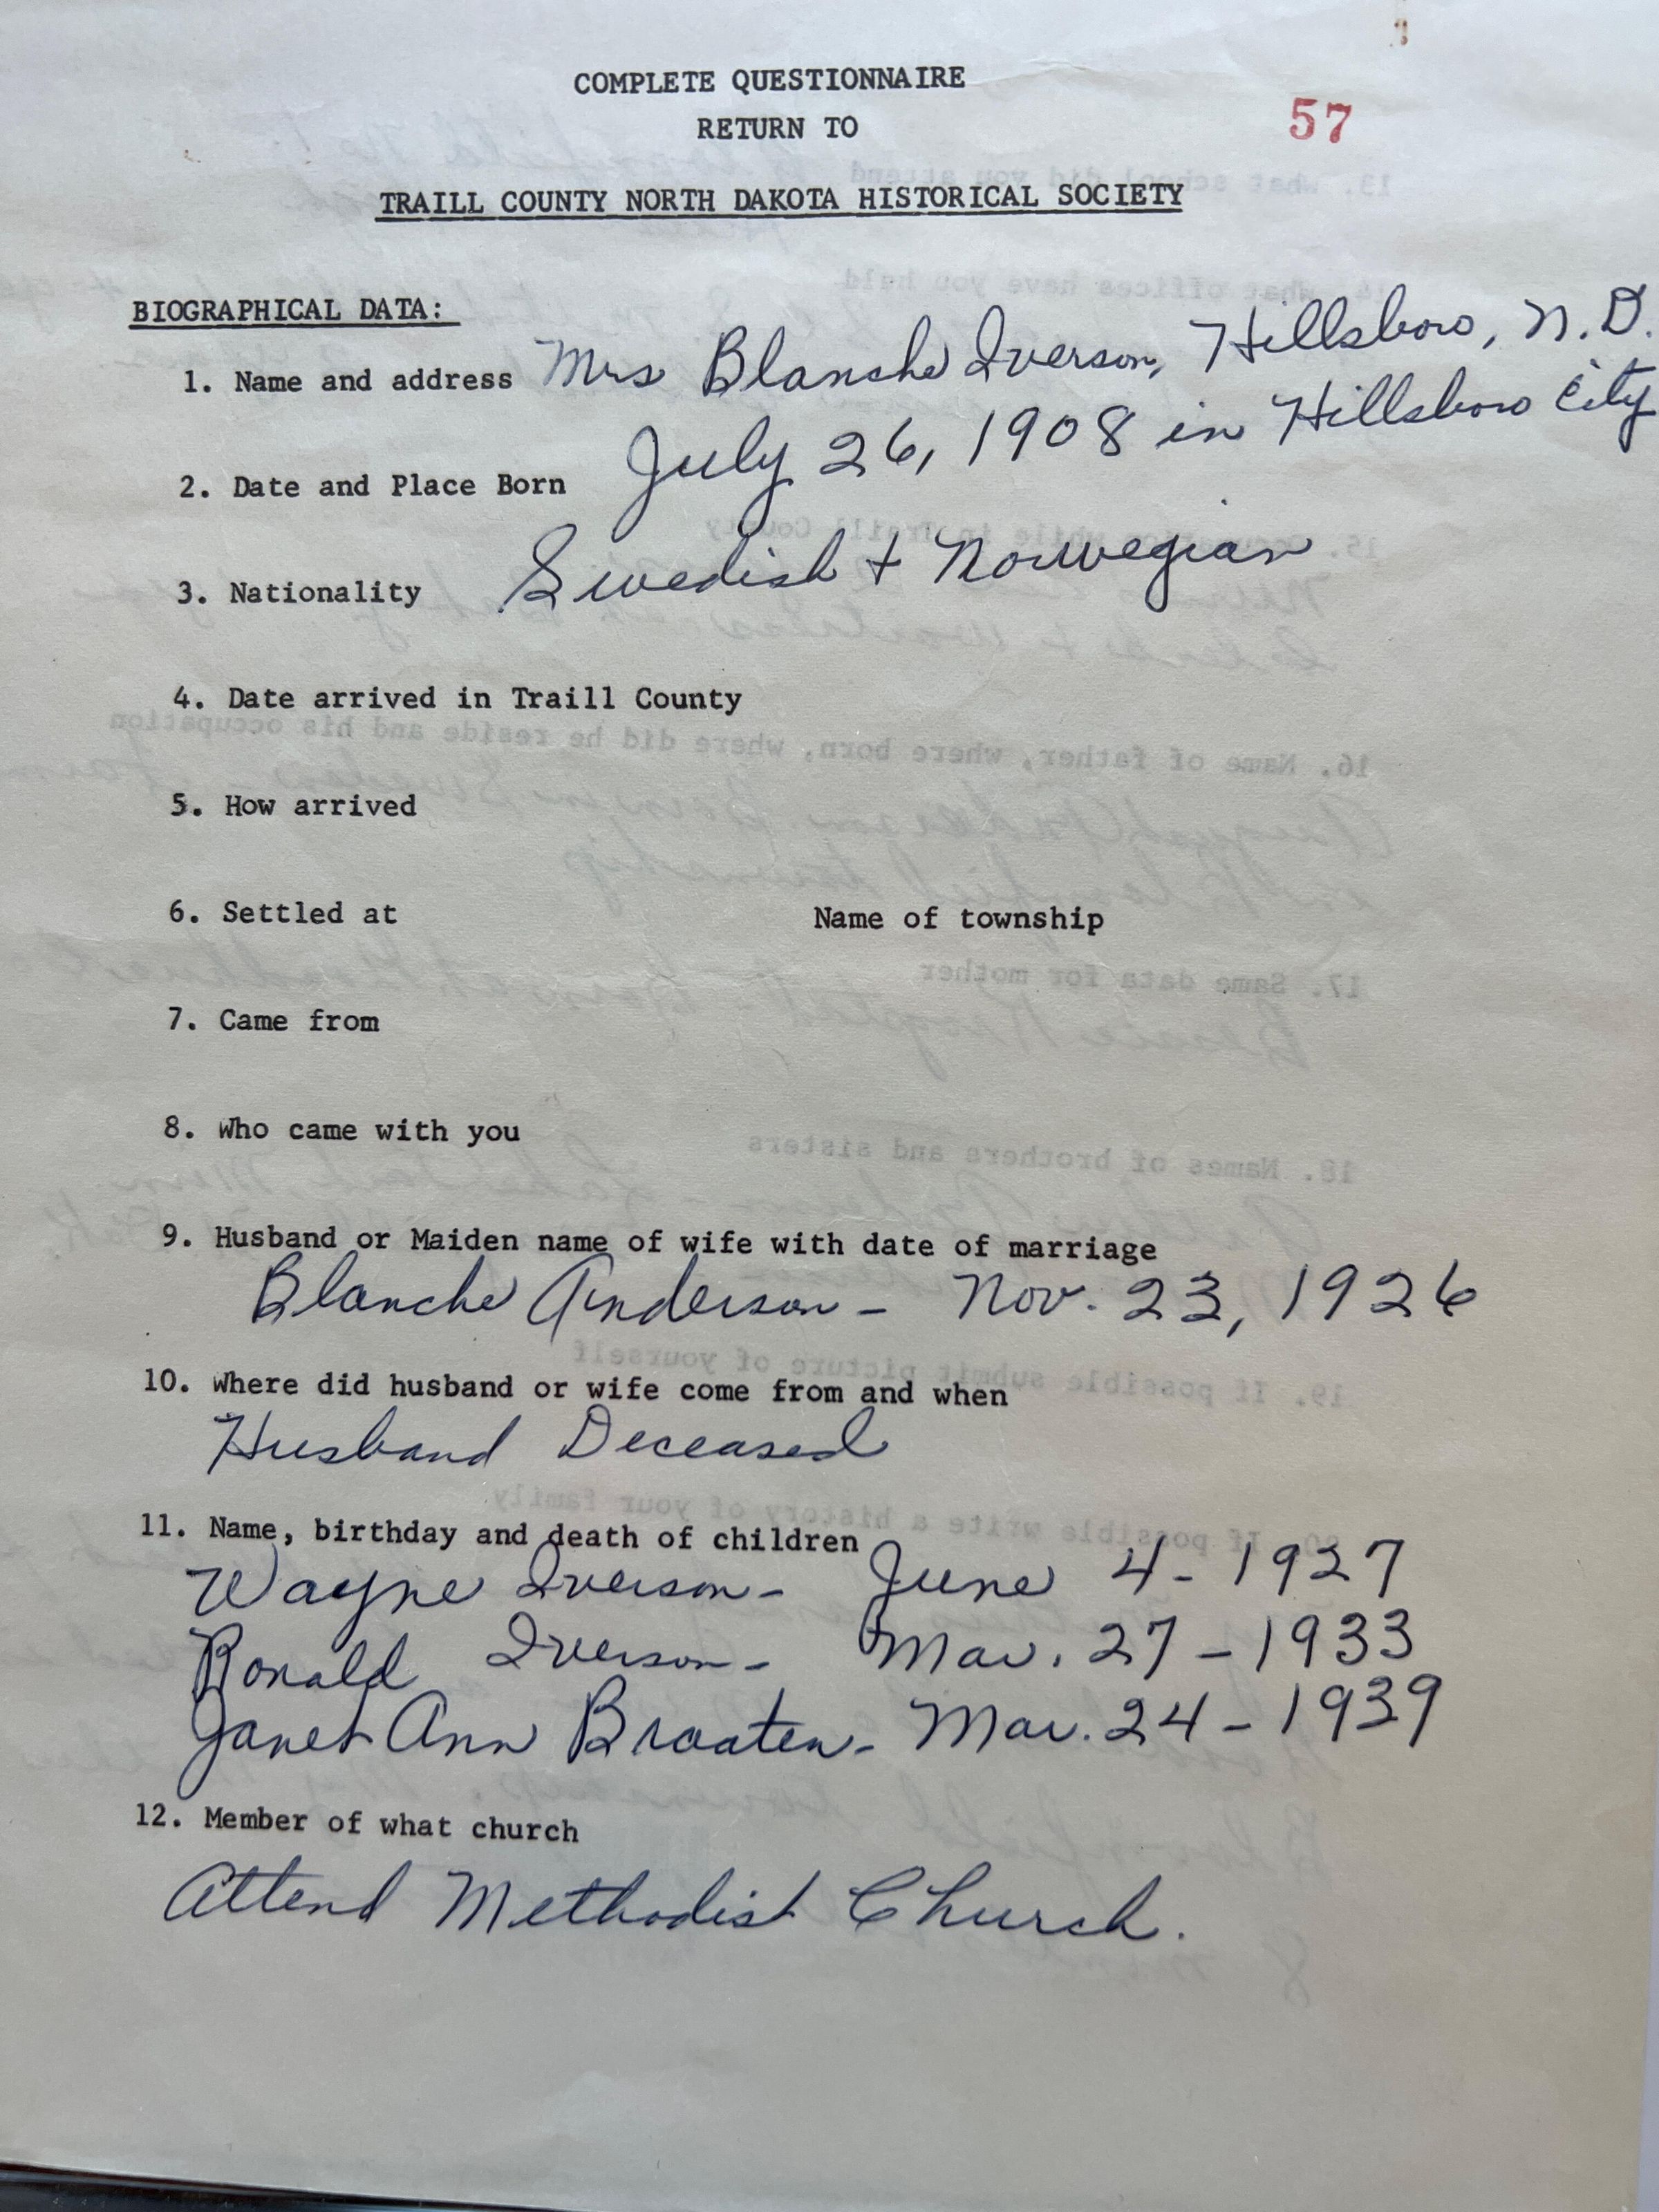 COMPLETE QUESTIONNAIRE
RETURN TO
57
TRAILL COUNTY NORTH DAKOTA HISTORICAL SOCIETY
BIOGRAPHICAL DATA:
1. Name and address Mrs Blanche Iverson, Hillsboro, N.D.
2. Date and Place Born July 26, 1908 in Hillsboro City
3. Nationality Swedish + Norwegian
4. Date arrived in Traill County
5. How arrived
6. Settled at Name of township
7. Came from
8. Who came with you
9. Husband or Maiden name of wife with date of marriage
Blanche Anderson - Nov. 23, 1926
10. Where did husband or wife come from and when
Husband Deceased
11. Name, birthday and death of children
Wayne Iverson - June 4 - 1927
Ronald Iverson - Mar. 27 - 1933
Janet Ann Braaten - Mar. 24 - 1939
12. Member of what church
Attend Methodist Church.